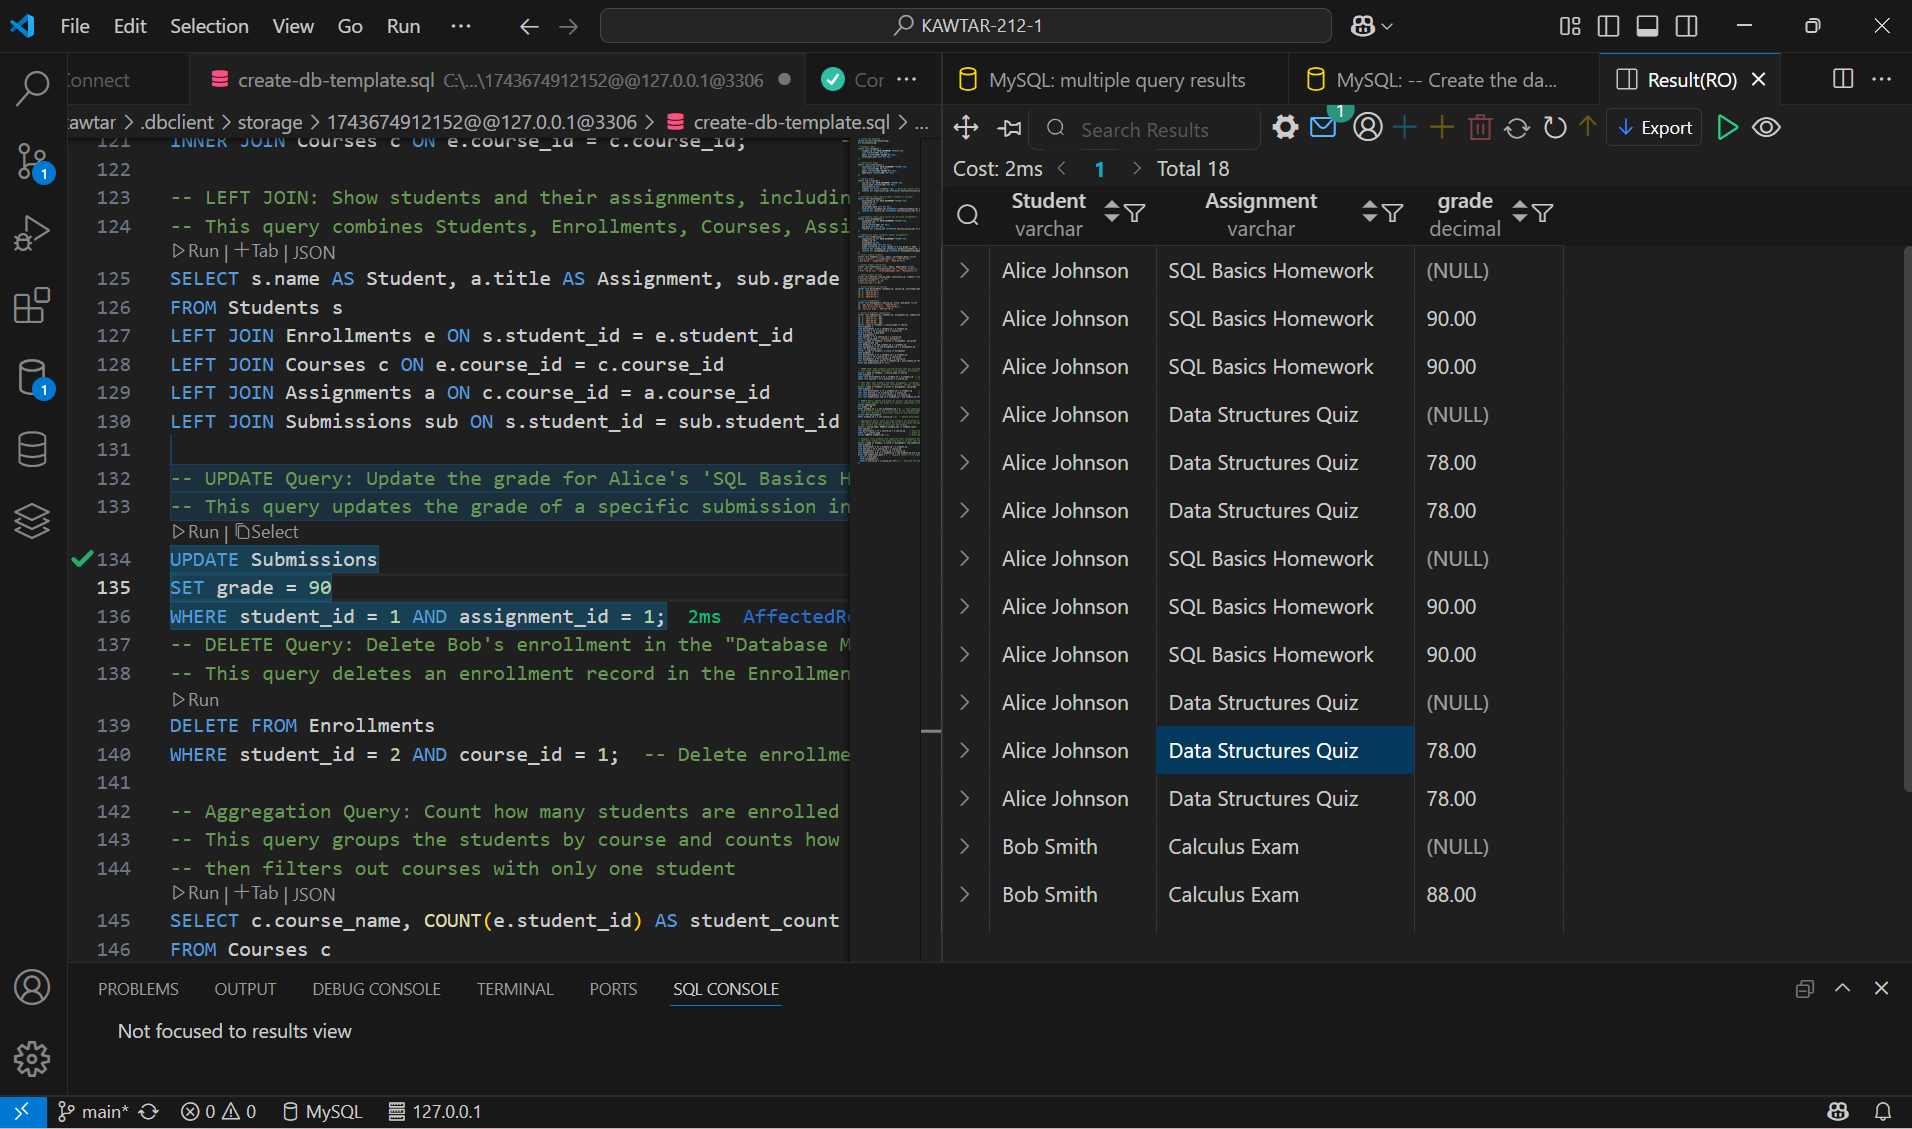 File Edit Selection View Go Run ··· KAWTAR-212-1
onnect create-db-template.sql C:\...\1743674912152@@127.0.0.1@3306 Cor ···
awtar > .dbclient > storage > 1743674912152@@127.0.0.1@3306 > create-db-template.sql > ...
121 INNER JOIN Courses c ON e.course_id = c.course_id;
122
123 -- LEFT JOIN: Show students and their assignments, includin
124 -- This query combines Students, Enrollments, Courses, Assi
Run | +Tab | JSON
125 SELECT s.name AS Student, a.title AS Assignment, sub.grade
126 FROM Students s
127 LEFT JOIN Enrollments e ON s.student_id = e.student_id
128 LEFT JOIN Courses c ON e.course_id = c.course_id
129 LEFT JOIN Assignments a ON c.course_id = a.course_id
130 LEFT JOIN Submissions sub ON s.student_id = sub.student_id
131
132 -- UPDATE Query: Update the grade for Alice's 'SQL Basics H
133 -- This query updates the grade of a specific submission in
Run | Select
134 UPDATE Submissions
135 SET grade = 90
136 WHERE student_id = 1 AND assignment_id = 1; 2ms AffectedR
137 -- DELETE Query: Delete Bob's enrollment in the "Database M
138 -- This query deletes an enrollment record in the Enrollmen
Run
139 DELETE FROM Enrollments
140 WHERE student_id = 2 AND course_id = 1; -- Delete enrollme
141
142 -- Aggregation Query: Count how many students are enrolled
143 -- This query groups the students by course and counts how
144 -- then filters out courses with only one student
Run | +Tab | JSON
145 SELECT c.course_name, COUNT(e.student_id) AS student_count
146 FROM Courses c
MySQL: multiple query results MySQL: -- Create the da... Result(RO) ···
Search Results 1 Export
Cost: 2ms < 1 > Total 18
Student Assignment grade
varchar varchar decimal
Alice Johnson SQL Basics Homework (NULL)
Alice Johnson SQL Basics Homework 90.00
Alice Johnson SQL Basics Homework 90.00
Alice Johnson Data Structures Quiz (NULL)
Alice Johnson Data Structures Quiz 78.00
Alice Johnson Data Structures Quiz 78.00
Alice Johnson SQL Basics Homework (NULL)
Alice Johnson SQL Basics Homework 90.00
Alice Johnson SQL Basics Homework 90.00
Alice Johnson Data Structures Quiz (NULL)
Alice Johnson Data Structures Quiz 78.00
Alice Johnson Data Structures Quiz 78.00
Bob Smith Calculus Exam (NULL)
Bob Smith Calculus Exam 88.00
1
1
PROBLEMS OUTPUT DEBUG CONSOLE TERMINAL PORTS SQL CONSOLE
Not focused to results view
main* 0 0 MySQL 127.0.0.1